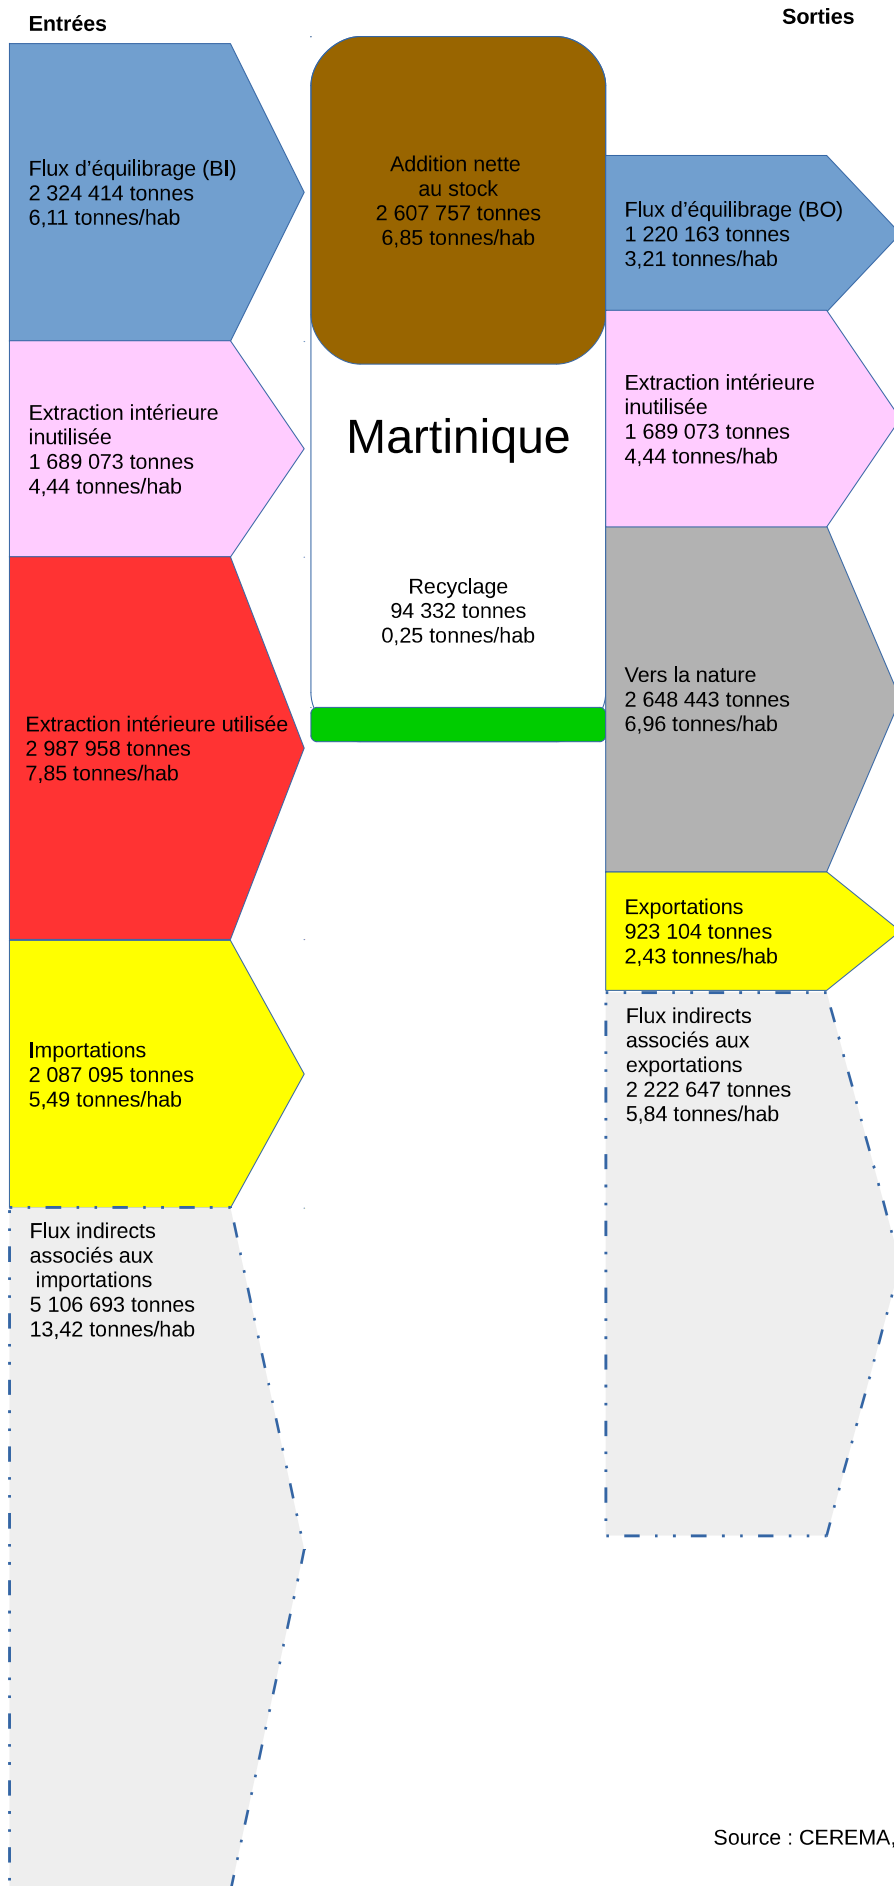 Entrées
Sorties
Flux d'équilibrage (BI)
2 324 414 tonnes
6,11 tonnes/hab
Addition nette
au stock
2 607 757 tonnes
6,85 tonnes/hab
Flux d'équilibrage (BO)
1 220 163 tonnes
3,21 tonnes/hab
Extraction intérieure
inutilisée
1 689 073 tonnes
4,44 tonnes/hab
Martinique
Extraction intérieure
inutilisée
1 689 073 tonnes
4,44 tonnes/hab
Recyclage
94 332 tonnes
0,25 tonnes/hab
Extraction intérieure utilisée
2 987 958 tonnes
7,85 tonnes/hab
Vers la nature
2 648 443 tonnes
6,96 tonnes/hab
Exportations
923 104 tonnes
2,43 tonnes/hab
Importations
2 087 095 tonnes
5,49 tonnes/hab
Flux indirects
associés aux
exportations
2 222 647 tonnes
5,84 tonnes/hab
Flux indirects
associés aux
importations
5 106 693 tonnes
13,42 tonnes/hab
Source : CEREMA,